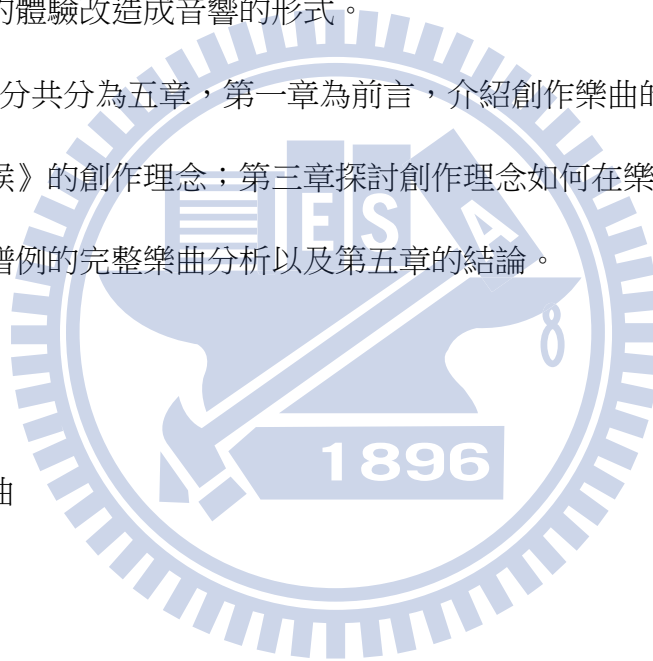 的體驗改造成音響的形式。
分共分為五章，第一章為前言，介紹創作樂曲的
》的創作理念；第三章探討創作理念如何在樂
譜例的完整樂曲分析以及第五章的結論。
ESA
1896
曲